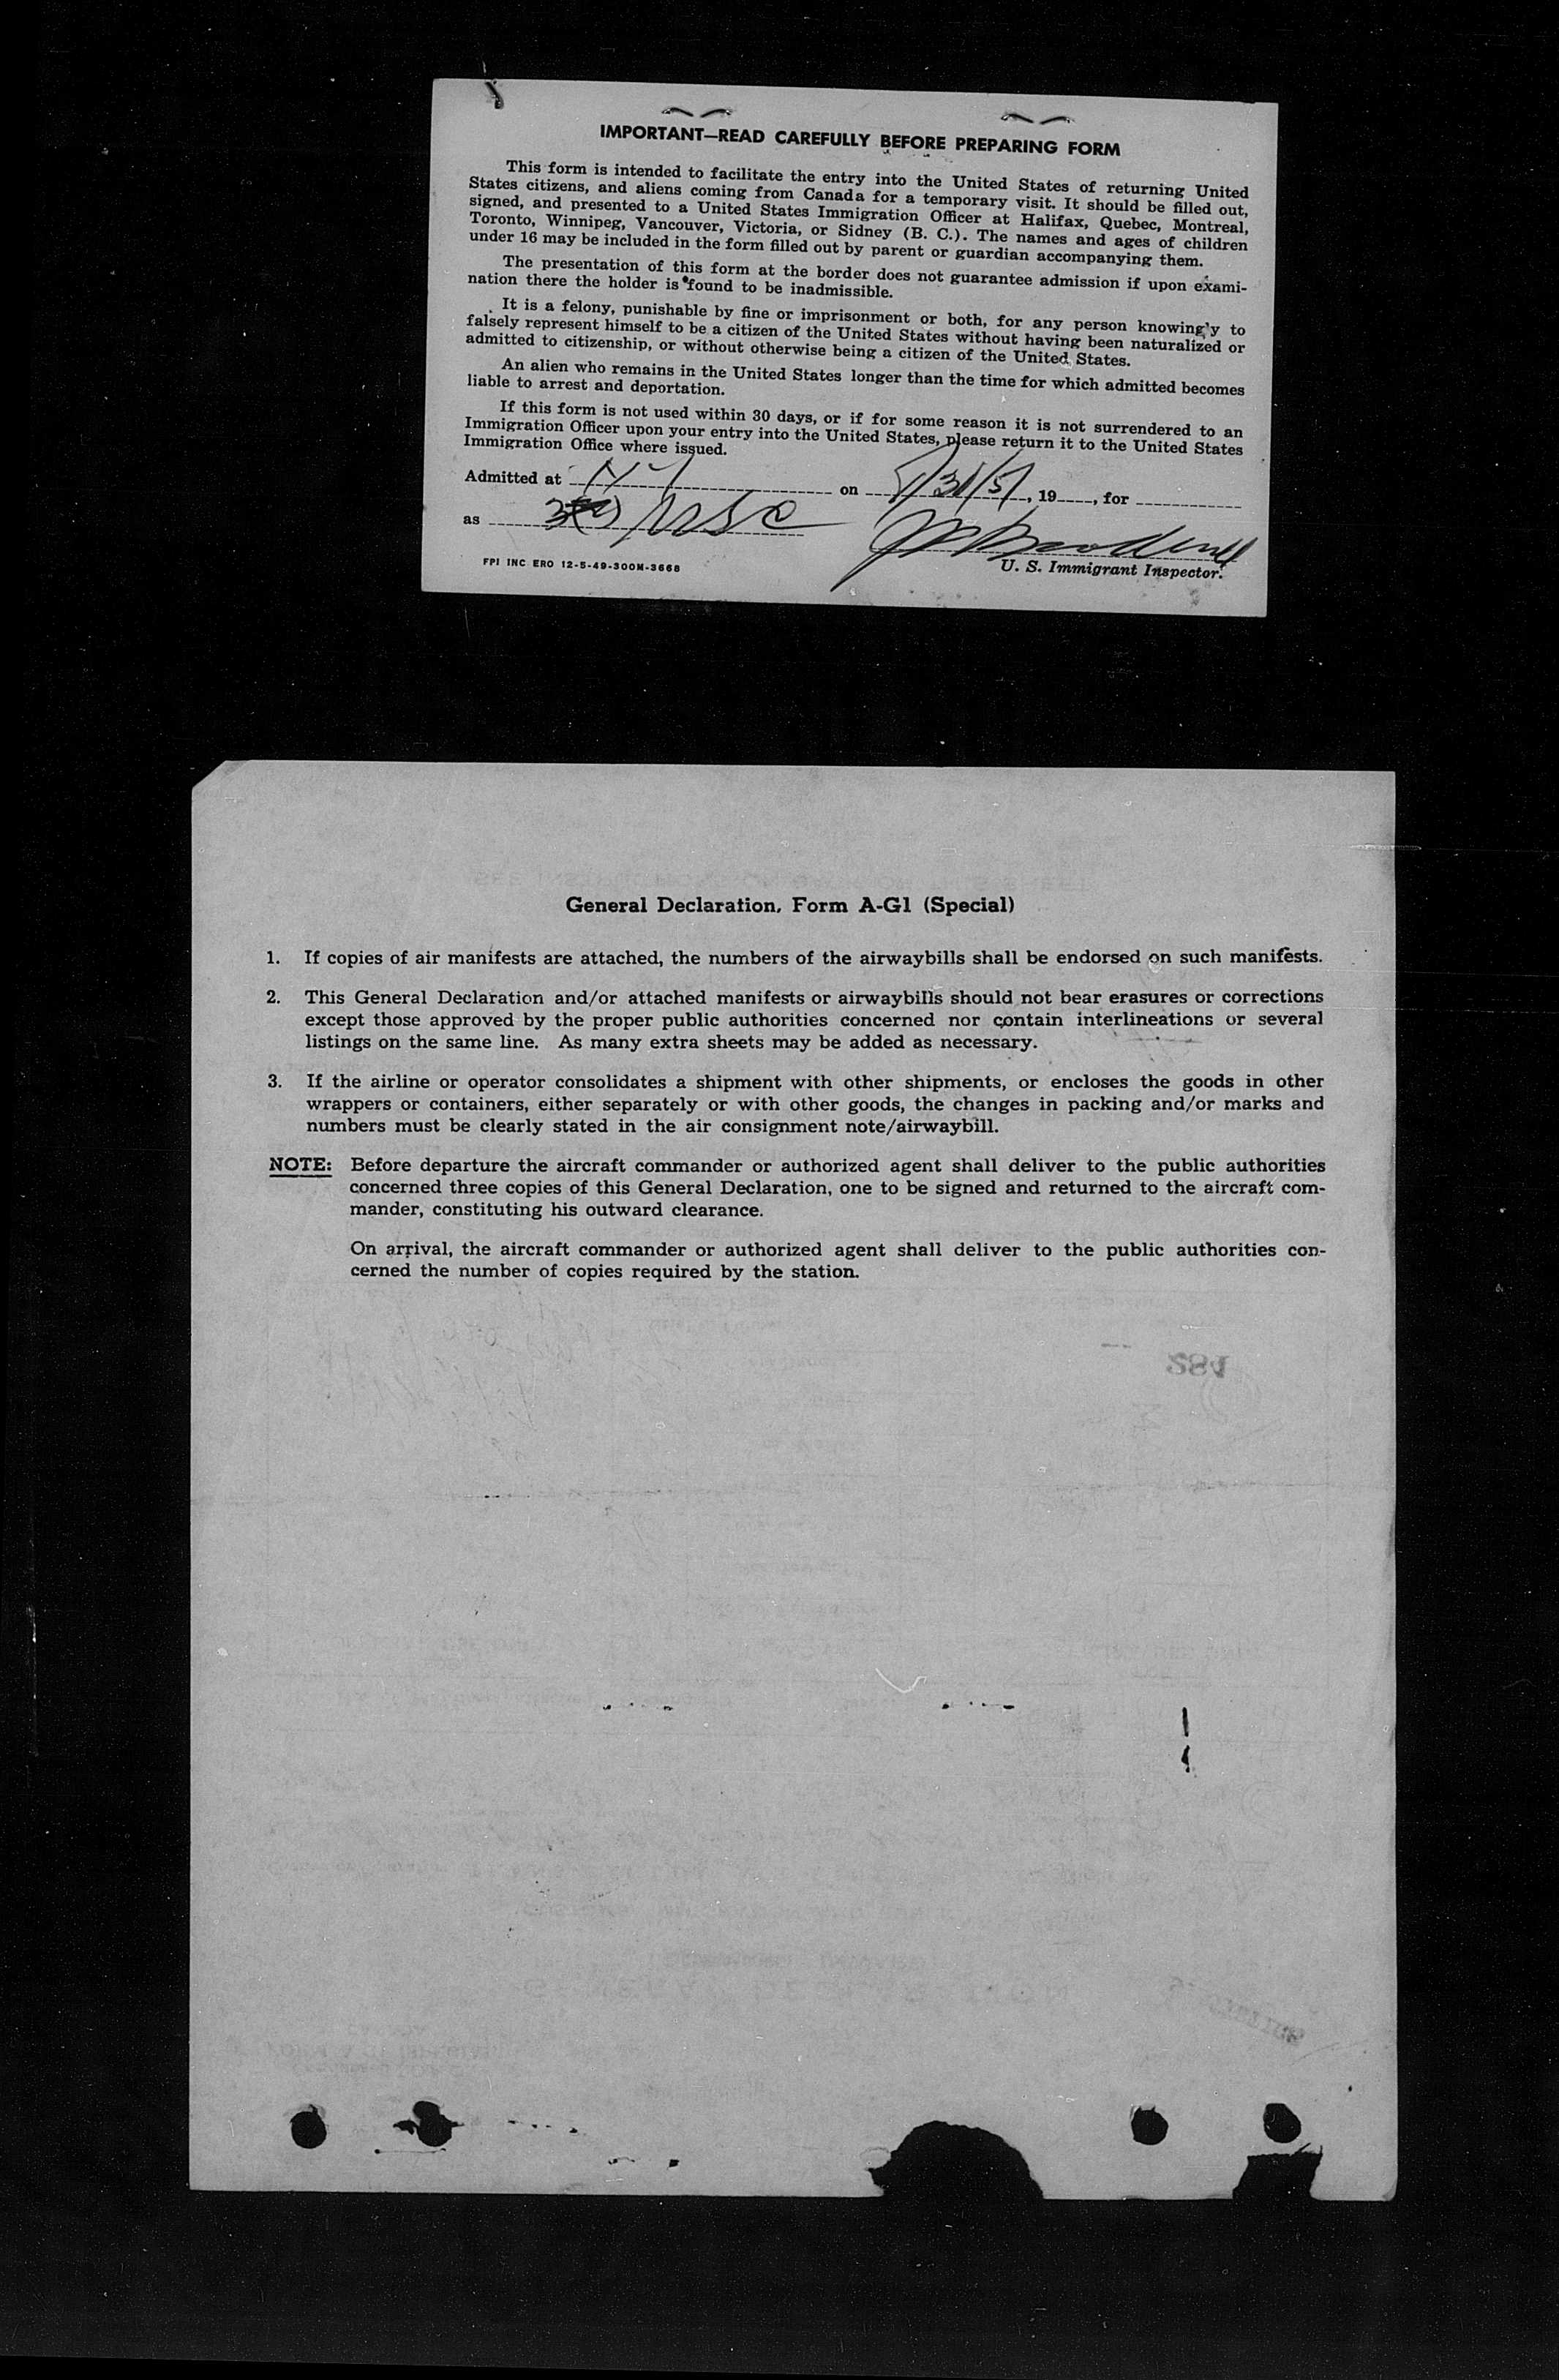 IMPORTANT—READ CAREFULLY BEFORE PREPARING FORM
This form is intended to facilitate the entry into the United States of returning United
States citizens, and aliens coming from Canada for a temporary visit. It should be filled out,
signed, and presented to a United States Immigration Officer at Halifax, Quebec, Montreal,
Toronto, Winnipeg, Vancouver, Victoria, or Sidney (B. C.). The names and ages of children
under 16 may be included in the form filled out by parent or guardian accompanying them.
The presentation of this form at the border does not guarantee admission if upon exami-
nation there the holder is found to be inadmissible.
It is a felony, punishable by fine or imprisonment or both, for any person knowing'y to
falsely represent himself to be a citizen of the United States without having been naturalized or
admitted to citizenship, or without otherwise being a citizen of the United States.
An alien who remains in the United States longer than the time for which admitted becomes
liable to arrest and deportation.
If this form is not used within 30 days, or if for some reason it is not surrendered to an
Immigration Officer upon your entry into the United States, please return it to the United States
Immigration Office where issued.
Admitted at NY on /31/51, 19, for
as USC
U. S. Immigrant Inspector.
FPI INC ERO 12-5-49-300M-3668
General Declaration, Form A-G1 (Special)
1. If copies of air manifests are attached, the numbers of the airwaybills shall be endorsed on such manifests.
2. This General Declaration and/or attached manifests or airwaybills should not bear erasures or corrections
except those approved by the proper public authorities concerned nor contain interlineations or several
listings on the same line. As many extra sheets may be added as necessary.
3. If the airline or operator consolidates a shipment with other shipments, or encloses the goods in other
wrappers or containers, either separately or with other goods, the changes in packing and/or marks and
numbers must be clearly stated in the air consignment note/airwaybill.
NOTE: Before departure the aircraft commander or authorized agent shall deliver to the public authorities
concerned three copies of this General Declaration, one to be signed and returned to the aircraft com-
mander, constituting his outward clearance.
On arrival, the aircraft commander or authorized agent shall deliver to the public authorities con-
cerned the number of copies required by the station.